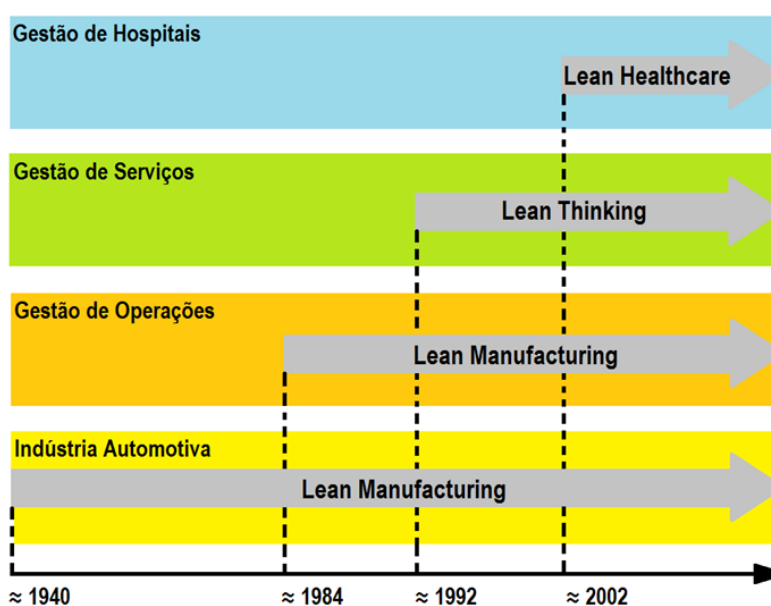 Gestão de Hospitais
Lean Healthcare
Gestão de Serviços
Lean Thinking
Gestão de Operações
Lean Manufacturing
Indústria Automotiva
Lean Manufacturing
≈ 1940
≈ 1984
≈ 1992
≈ 2002